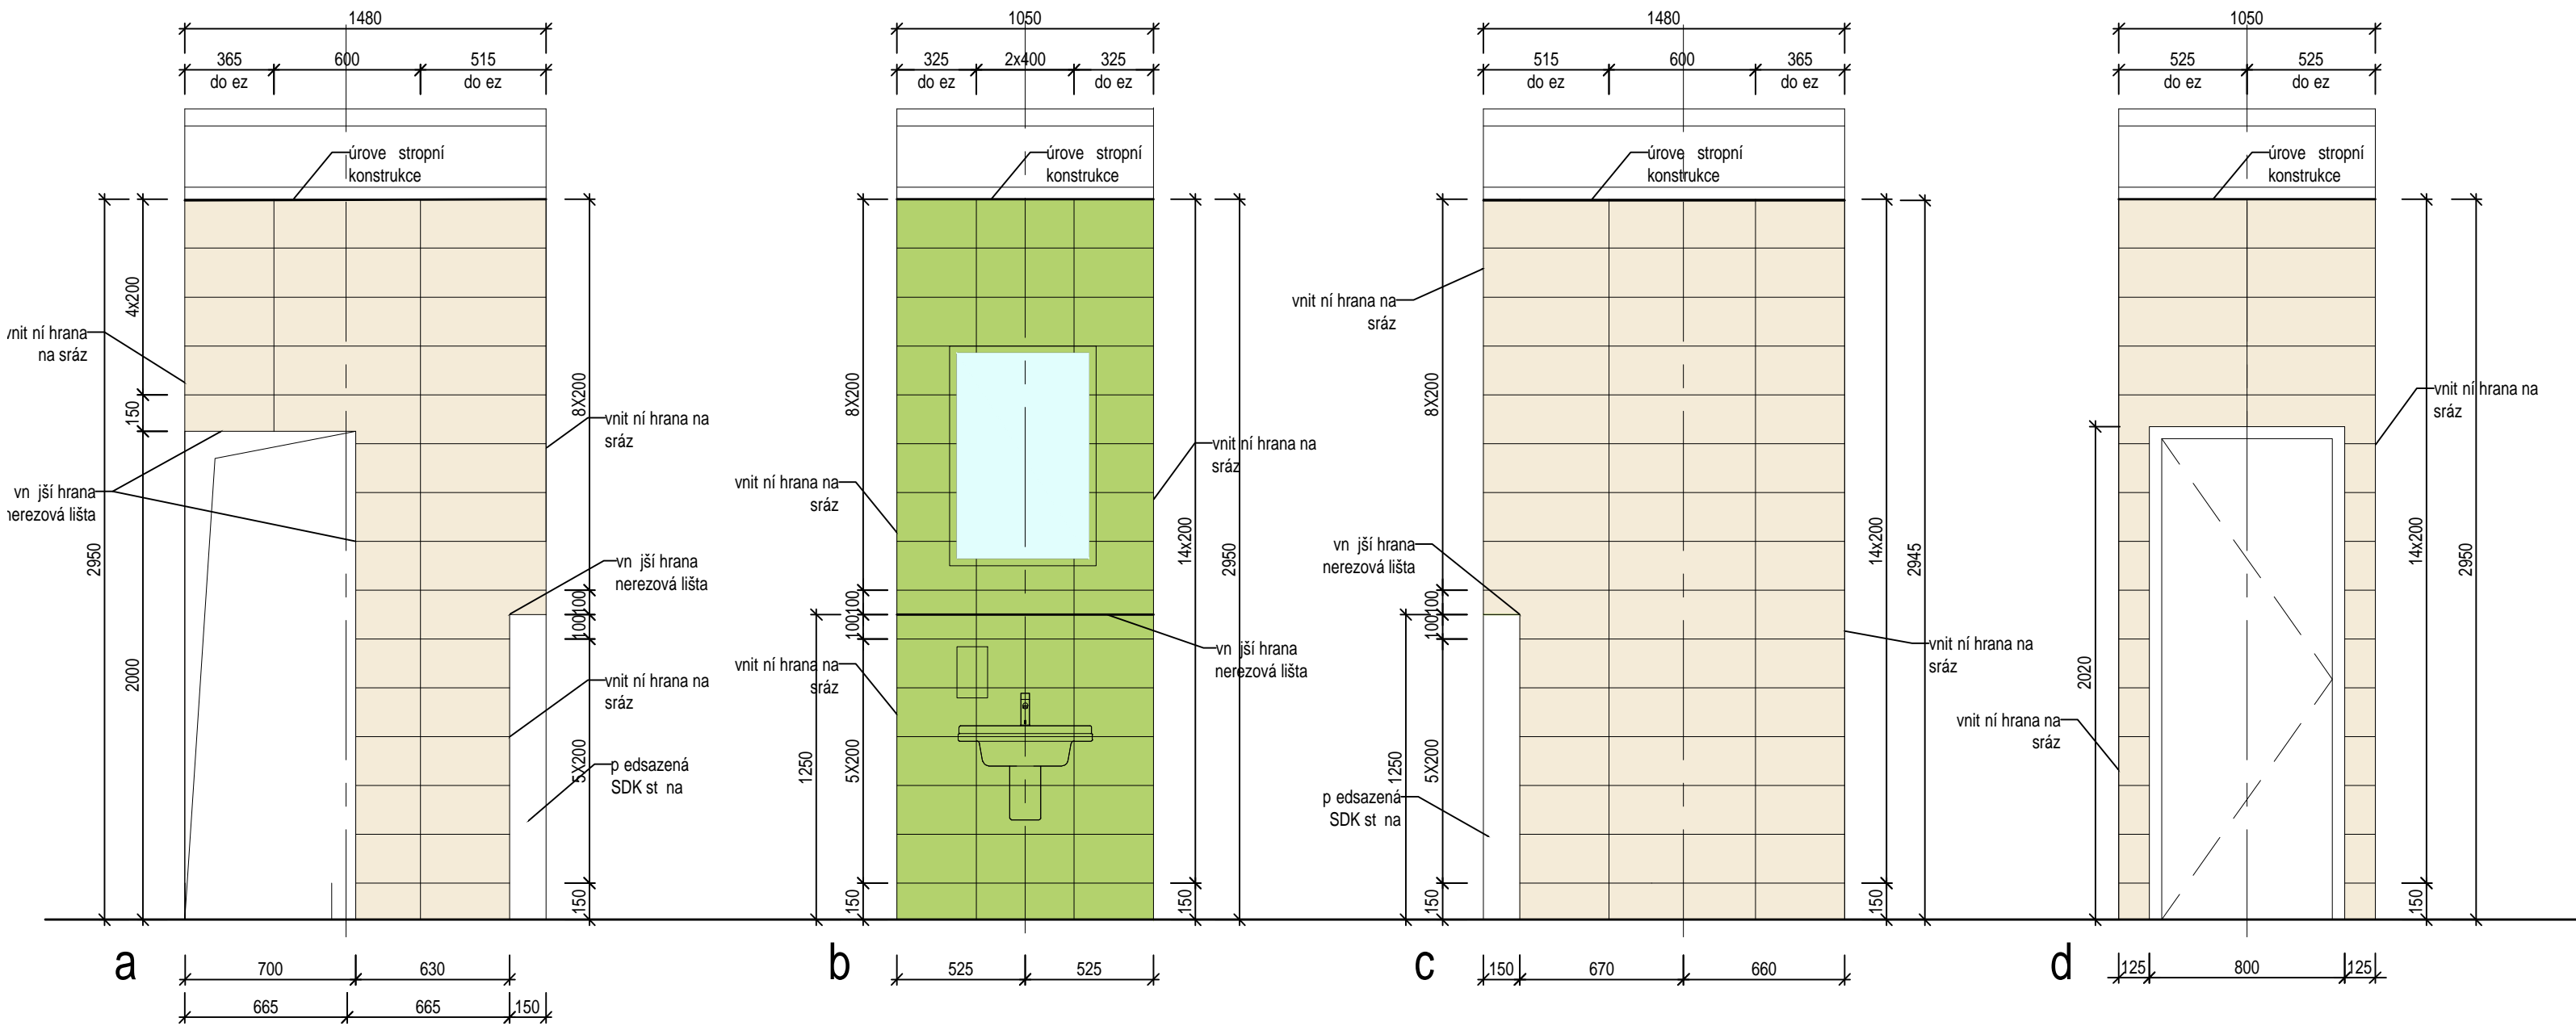 1480
365
600
515
do ez
do ez
úrove stropní
konstrukce
4x200
150
2950
2000
8X200
100
100
5X200
150
vnit ní hrana
na sráz
vn jší hrana
nerezová lišta
vnit ní hrana na
sráz
vn jší hrana
nerezová lišta
vnit ní hrana na
sráz
p edsazená
SDK st na
a
700
630
665
665
150
1050
325
2x400
325
do ez
do ez
úrove stropní
konstrukce
8X200
100
100
1250
5X200
150
14x200
2950
150
vnit ní hrana na
sráz
vnit ní hrana na
sráz
vnit ní hrana na
sráz
vn jší hrana
nerezová lišta
b
525
525
1480
515
600
365
do ez
do ez
úrove stropní
konstrukce
vnit ní hrana na
sráz
8X200
vn jší hrana
nerezová lišta
100
100
1250
5X200
150
p edsazená
SDK st na
14x200
2945
150
vnit ní hrana na
sráz
c
150
670
660
1050
525
525
do ez
do ez
úrove stropní
konstrukce
vnit ní hrana na
sráz
2020
vnit ní hrana na
sráz
14x200
2950
150
d
125
800
125